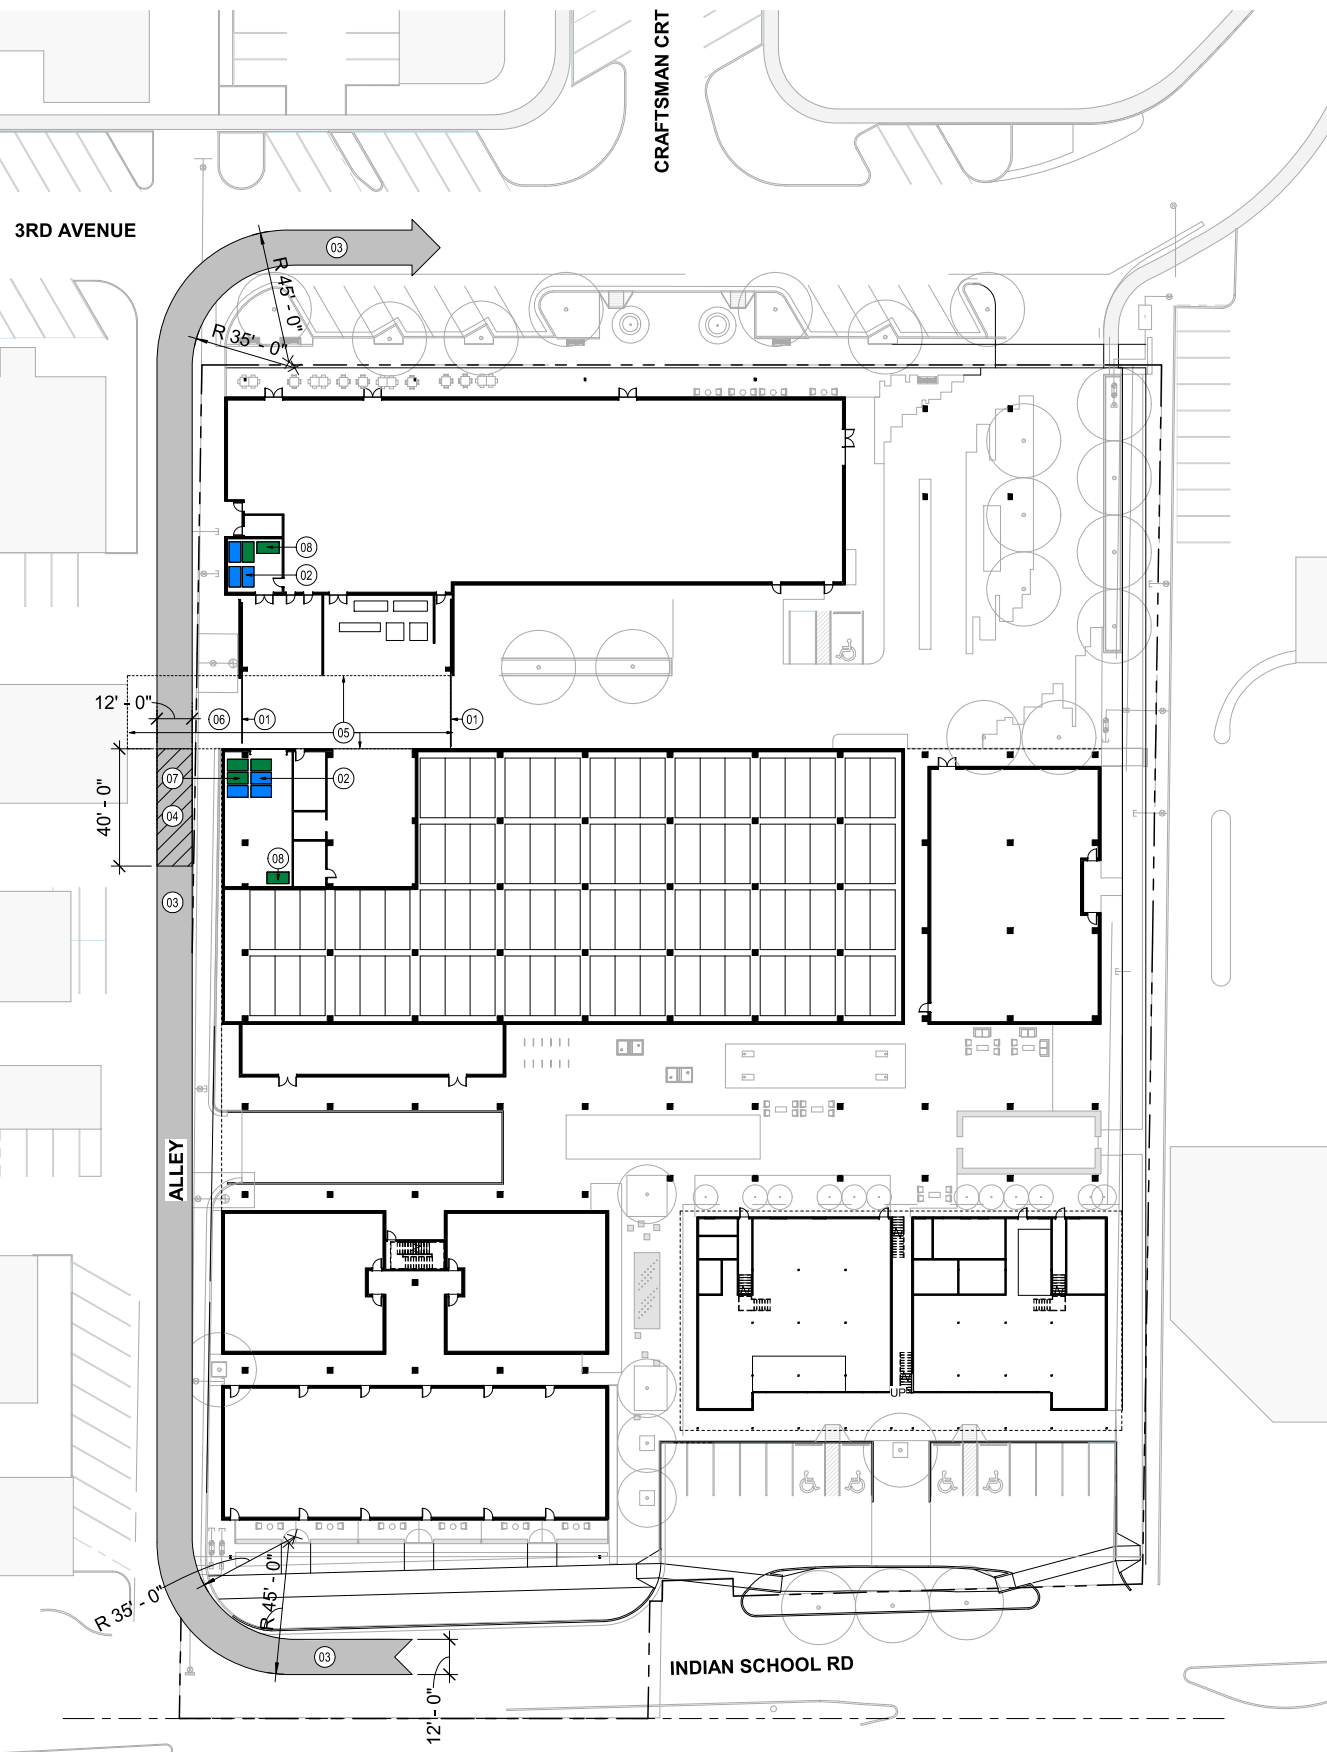 CRAFTSMAN CRT
3RD AVENUE
03
R 45' - 0"
R 35' - 0"
08
02
12' - 0"
06
01
01
05
07
02
04
40' - 0"
08
03
ALLEY
UP
R 35' - 0"
R 45' - 0"
03
INDIAN SCHOOL RD
12' - 0"